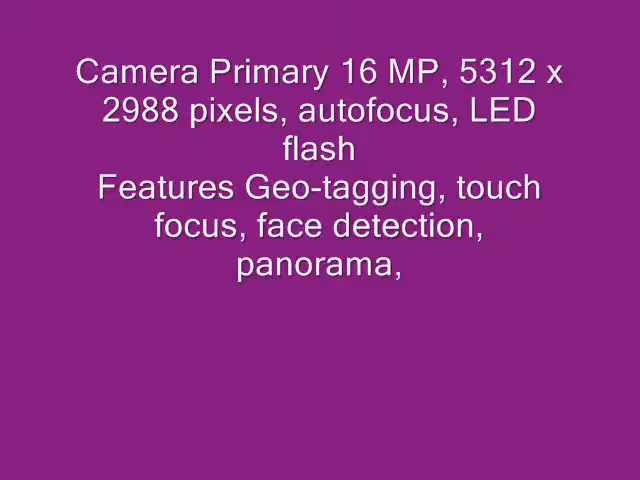 Camera Primary 16 MP, 5312 x
2988 pixels, autofocus, LED
flash
Features Geo-tagging, touch
focus, face detection,
panorama,